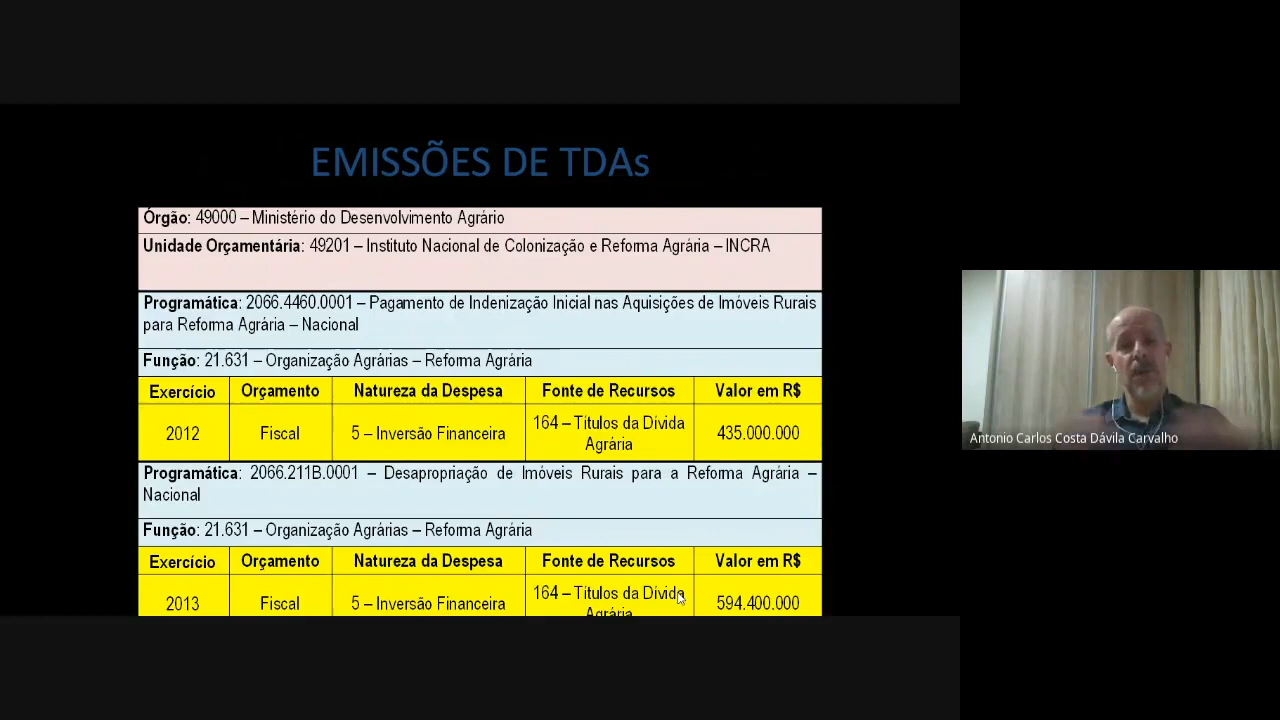 EMISSÕES DE TDAs
Órgão: 49000 – Ministério do Desenvolvimento Agrário
Unidade Orçamentária: 49201 – Instituto Nacional de Colonização e Reforma Agrária – INCRA
Programática: 2066.4460.0001 – Pagamento de Indenização Inicial nas Aquisições de Imóveis Rurais
para Reforma Agrária – Nacional
Função: 21.631 – Organização Agrárias – Reforma Agrária
Exercício Orçamento Natureza da Despesa Fonte de Recursos Valor em R$
2012 Fiscal 5 – Inversão Financeira 164 – Títulos da Dívida
Agrária 435.000.000
Programática: 2066.211B.0001 – Desapropriação de Imóveis Rurais para a Reforma Agrária –
Nacional
Função: 21.631 – Organização Agrárias – Reforma Agrária
Exercício Orçamento Natureza da Despesa Fonte de Recursos Valor em R$
2013 Fiscal 5 – Inversão Financeira 164 – Títulos da Dívida
Agrária 594.400.000
Antonio Carlos Costa Dávila Carvalho